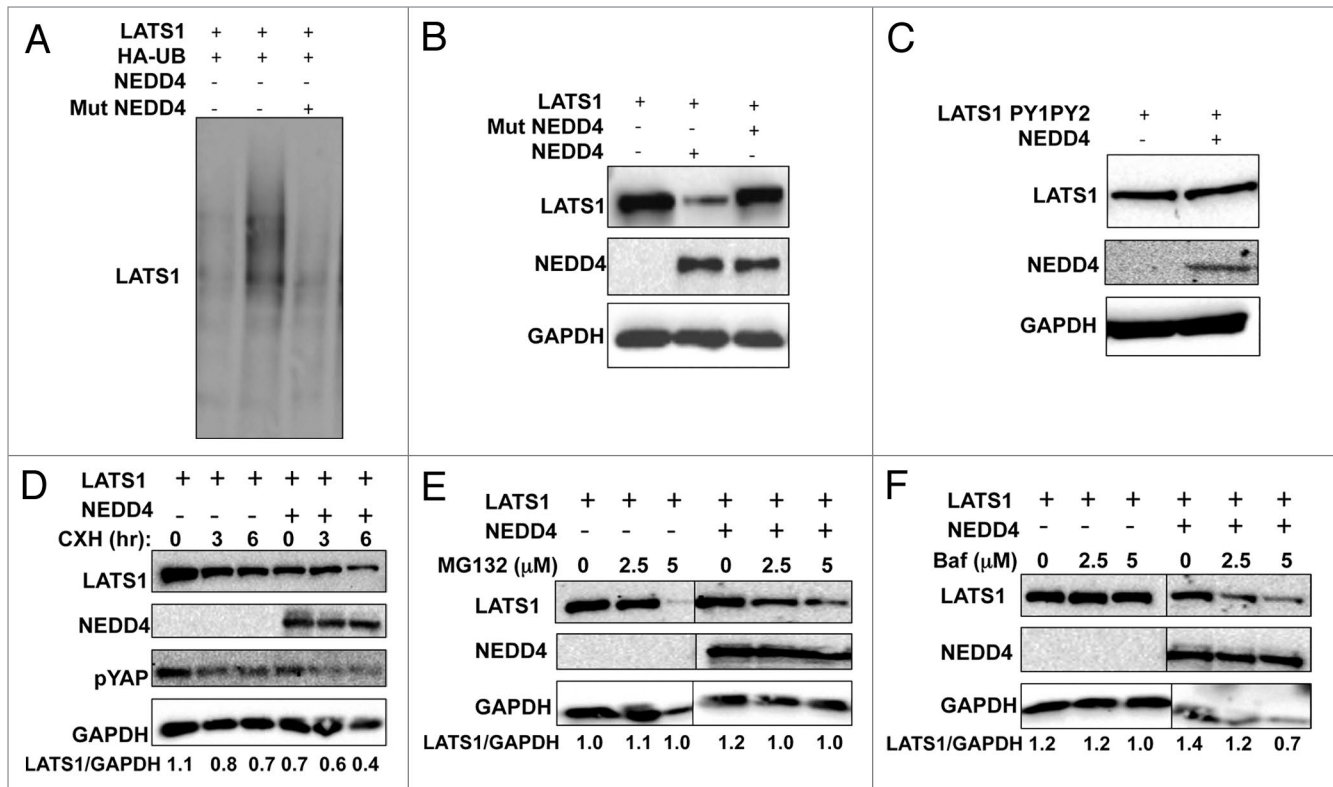 A
LATS1 + + +
HA-UB + + +
NEDD4 - - -
Mut NEDD4 - - +
LATS1
B
LATS1 + + +
Mut NEDD4 - - +
NEDD4 - + -
LATS1
NEDD4
GAPDH
C
LATS1 PY1PY2 + +
NEDD4 - +
LATS1
NEDD4
GAPDH
D
LATS1 + + + + + +
NEDD4 - - - + + +
CXH (hr): 0 3 6 0 3 6
LATS1
NEDD4
pYAP
GAPDH
LATS1/GAPDH 1.1 0.8 0.7 0.7 0.6 0.4
E
LATS1 + + + + + +
NEDD4 - - - + + +
MG132 (μM) 0 2.5 5 0 2.5 5
LATS1
NEDD4
GAPDH
LATS1/GAPDH 1.0 1.1 1.0 1.2 1.0 1.0
F
LATS1 + + + + + +
NEDD4 - - - + + +
Baf (μM) 0 2.5 5 0 2.5 5
LATS1
NEDD4
GAPDH
LATS1/GAPDH 1.2 1.2 1.0 1.4 1.2 0.7